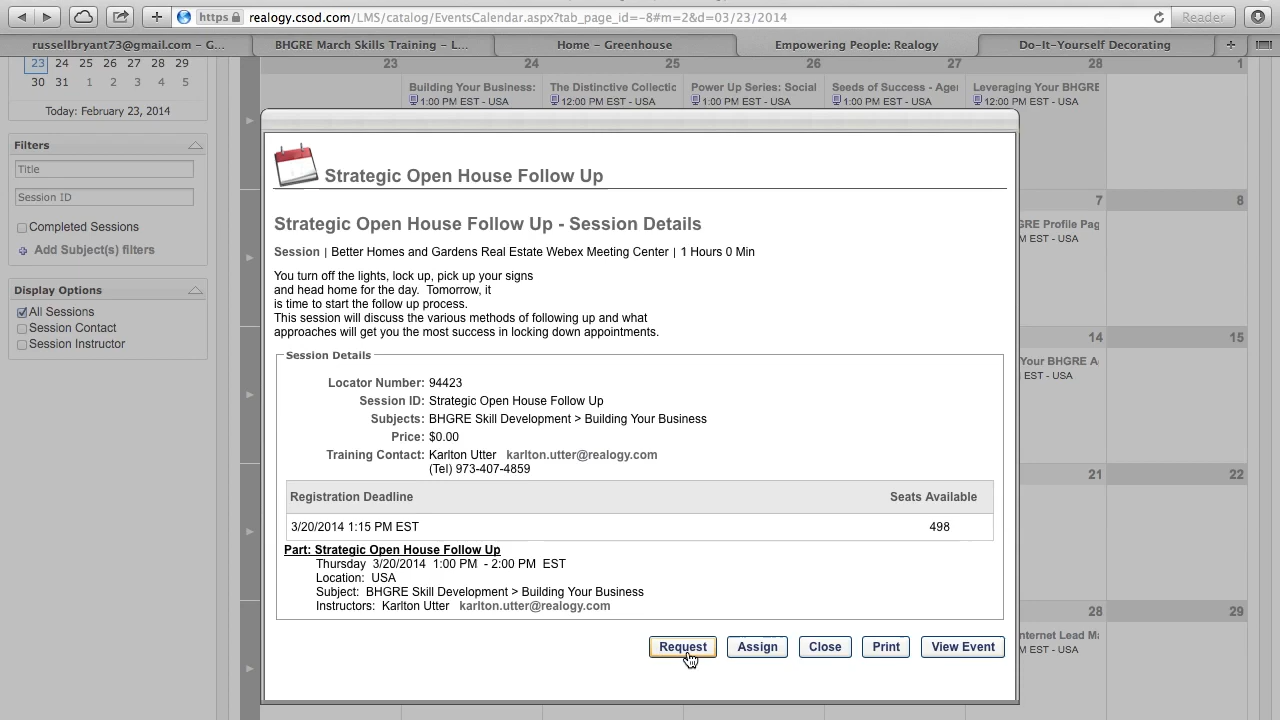 https realogy.csod.com/LMS/catalog/EventsCalendar.aspx?tab_page_id=-8#m=2&d=03/23/2014 Reader
russellbryant73@gmail.com – G... BHGRE March Skills Training – L... Home – Greenhouse Empowering People: Realogy Do-It-Yourself Decorating
23 24 25 26 27 28 29
30 31 1 2 3 4 5
Today: February 23, 2014
Filters
Title
Session ID
Completed Sessions
Add Subject(s) filters
Display Options
All Sessions
Session Contact
Session Instructor
23 24 25 26 27 28 1
Building Your Business: The Distinctive Collectic Power Up Series: Social Seeds of Success - Agen Leveraging Your BHGRE
1:00 PM EST - USA 12:00 PM EST - USA 1:00 PM EST - USA 1:00 PM EST - USA 12:00 PM EST - USA
7 8
GRE Profile Pag
M EST - USA
14 15
Your BHGRE A
EST - USA
21 22
28 29
nternet Lead Ma
M EST - USA
Strategic Open House Follow Up
Strategic Open House Follow Up - Session Details
Session | Better Homes and Gardens Real Estate Webex Meeting Center | 1 Hours 0 Min
You turn off the lights, lock up, pick up your signs
and head home for the day. Tomorrow, it
is time to start the follow up process.
This session will discuss the various methods of following up and what
approaches will get you the most success in locking down appointments.
Session Details
Locator Number: 94423
Session ID: Strategic Open House Follow Up
Subjects: BHGRE Skill Development > Building Your Business
Price: $0.00
Training Contact: Karlton Utter karlton.utter@realogy.com
(Tel) 973-407-4859
Registration Deadline Seats Available
3/20/2014 1:15 PM EST 498
Part: Strategic Open House Follow Up
Thursday 3/20/2014 1:00 PM - 2:00 PM EST
Location: USA
Subject: BHGRE Skill Development > Building Your Business
Instructors: Karlton Utter karlton.utter@realogy.com
Request Assign Close Print View Event